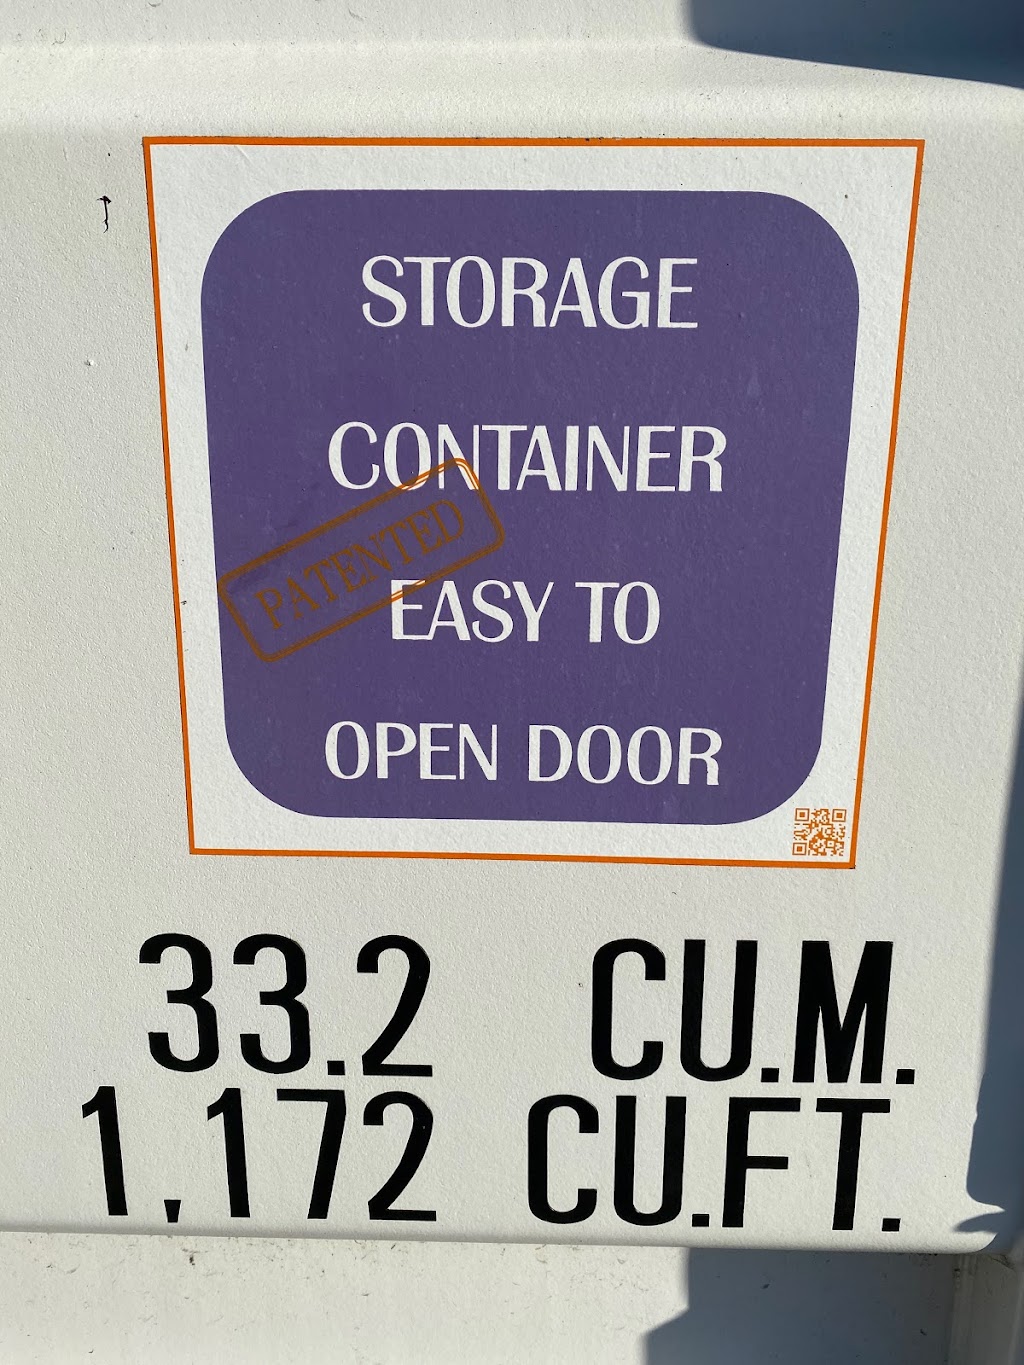 STORAGE
CONTAINER
PATENTED
EASY TO
OPEN DOOR
33.2 CU.M.
1,172 CU.FT.